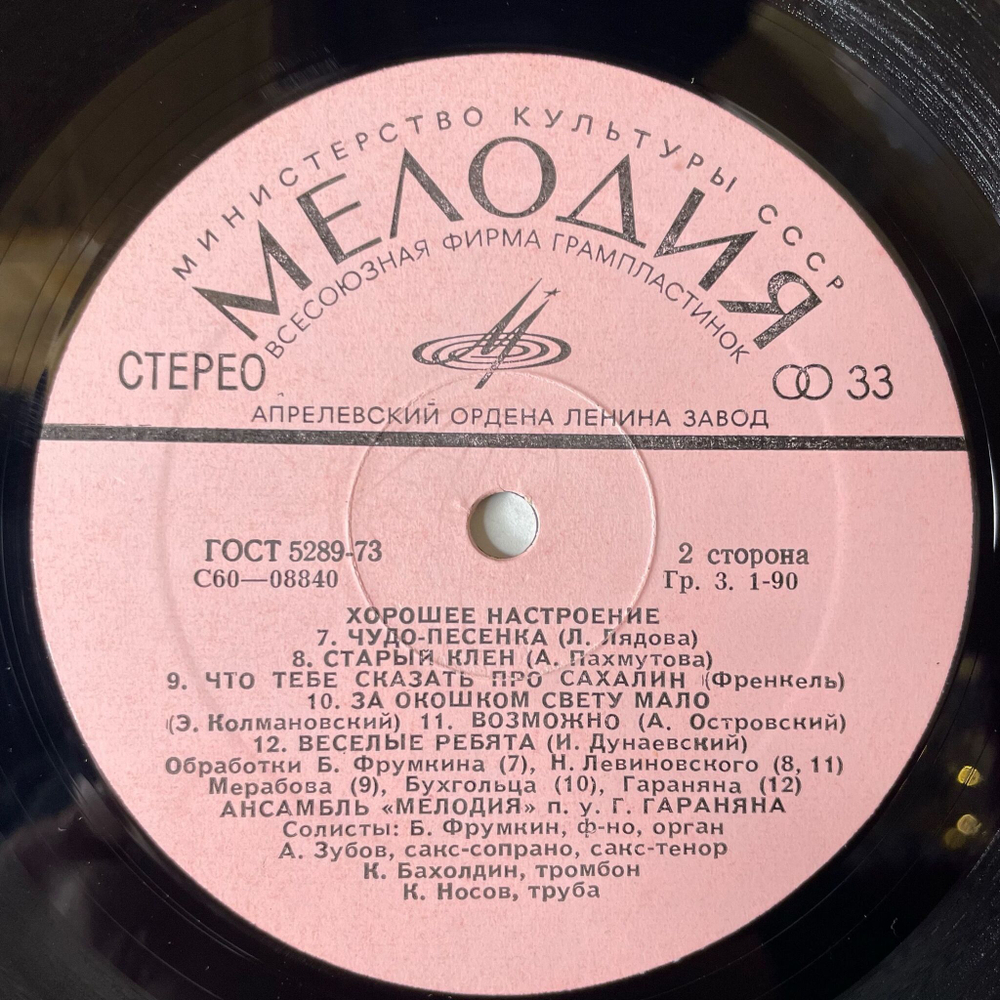 МИНИСТЕРСТВО КУЛЬТУРЫ СССР
МЕЛОДИЯ
ВСЕСОЮЗНАЯ ФИРМА ГРАМПЛАСТИНОК
СТЕРЕО
33
АПРЕЛЕВСКИЙ ОРДЕНА ЛЕНИНА ЗАВОД
ГОСТ 5289-73
2 сторона
С60—08840
Гр. 3. 1-90
ХОРОШЕЕ НАСТРОЕНИЕ
7. ЧУДО-ПЕСЕНКА (Л. Лядова)
8. СТАРЫЙ КЛЕН (А. Пахмутова)
9. ЧТО ТЕБЕ СКАЗАТЬ ПРО САХАЛИН (Френкель)
10. ЗА ОКОШКОМ СВЕТУ МАЛО
(Э. Колмановский) 11. ВОЗМОЖНО (А. Островский)
12. ВЕСЕЛЫЕ РЕБЯТА (И. Дунаевский)
Обработки Б. Фрумкина (7), Н. Левиновского (8, 11)
Мерабова (9), Бухгольца (10), Гараняна (12)
АНСАМБЛЬ «МЕЛОДИЯ» п. у. Г. ГАРАНЯНА
Солисты: Б. Фрумкин, ф-но, орган
А. Зубов, сакс-сопрано, сакс-тенор
К. Бахолдин, тромбон
К. Носов, труба